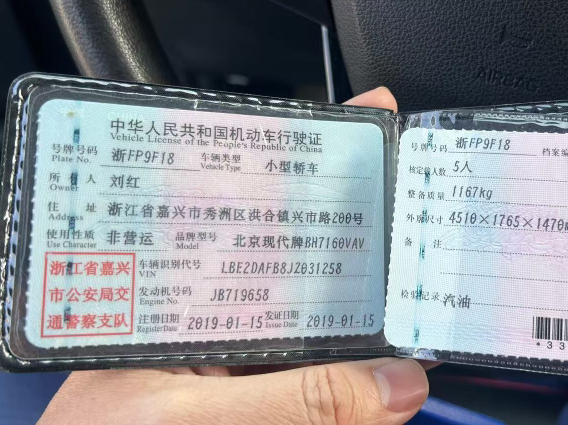 AIRBAG
中华人民共和国机动车行驶证
Vehicle License of the People's Republic of China
号牌号码 浙FP9F18 车辆类型 小型轿车
Plate No. Vehicle Type
所有人 刘红
Owner
住址 浙江省嘉兴市秀洲区洪合镇兴市路200号
Address
使用性质 非营运 品牌型号 北京现代牌BH7160VAV
Use Character Model
浙江省嘉兴
市公安局交
通警察支队
车辆识别代号 LBE2DAFB8JZ031258
VIN
发动机号码 JB719658
Engine No.
注册日期 2019-01-15 发证日期 2019-01-15
Register Date Issue Date
号牌号码 浙FP9F18 档案编
核定载人数 5人
整备质量 1167kg
外廓尺寸 4510×1765×1470m
备注
检验记录 汽油
*33